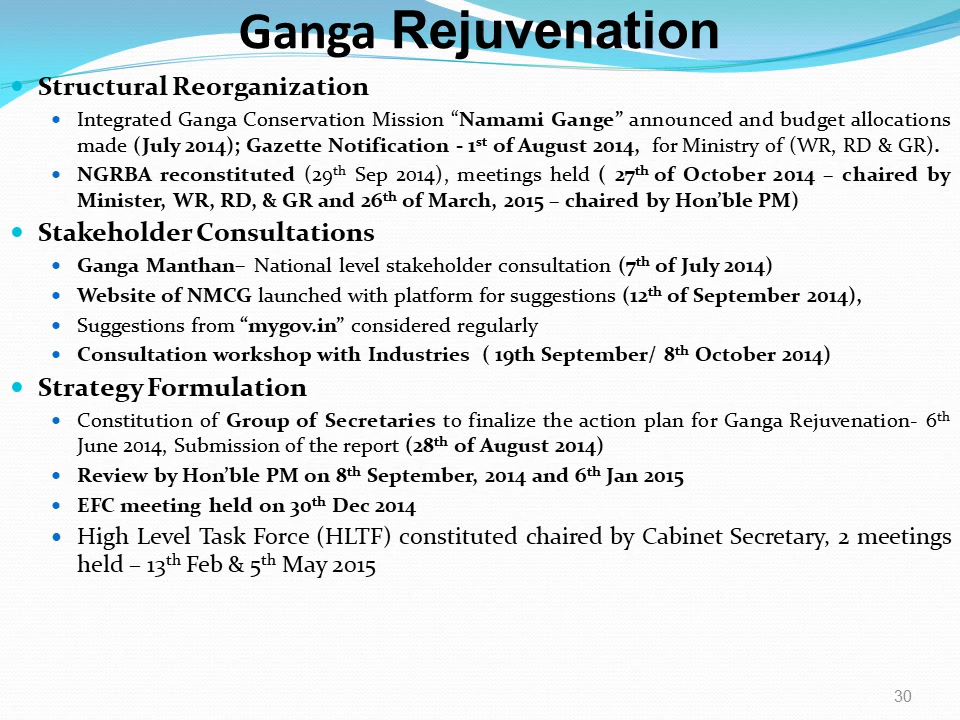 Ganga Rejuvenation
Structural Reorganization
Integrated Ganga Conservation Mission “Namami Gange” announced and budget allocations
made (July 2014); Gazette Notification - 1st of August 2014, for Ministry of (WR, RD & GR).
NGRBA reconstituted (29th Sep 2014), meetings held ( 27th of October 2014 – chaired by
Minister, WR, RD, & GR and 26th of March, 2015 – chaired by Hon’ble PM)
Stakeholder Consultations
Ganga Manthan– National level stakeholder consultation (7th of July 2014)
Website of NMCG launched with platform for suggestions (12th of September 2014),
Suggestions from “mygov.in” considered regularly
Consultation workshop with Industries ( 19th September/ 8th October 2014)
Strategy Formulation
Constitution of Group of Secretaries to finalize the action plan for Ganga Rejuvenation- 6th
June 2014, Submission of the report (28th of August 2014)
Review by Hon’ble PM on 8th September, 2014 and 6th Jan 2015
EFC meeting held on 30th Dec 2014
High Level Task Force (HLTF) constituted chaired by Cabinet Secretary, 2 meetings
held – 13th Feb & 5th May 2015
30